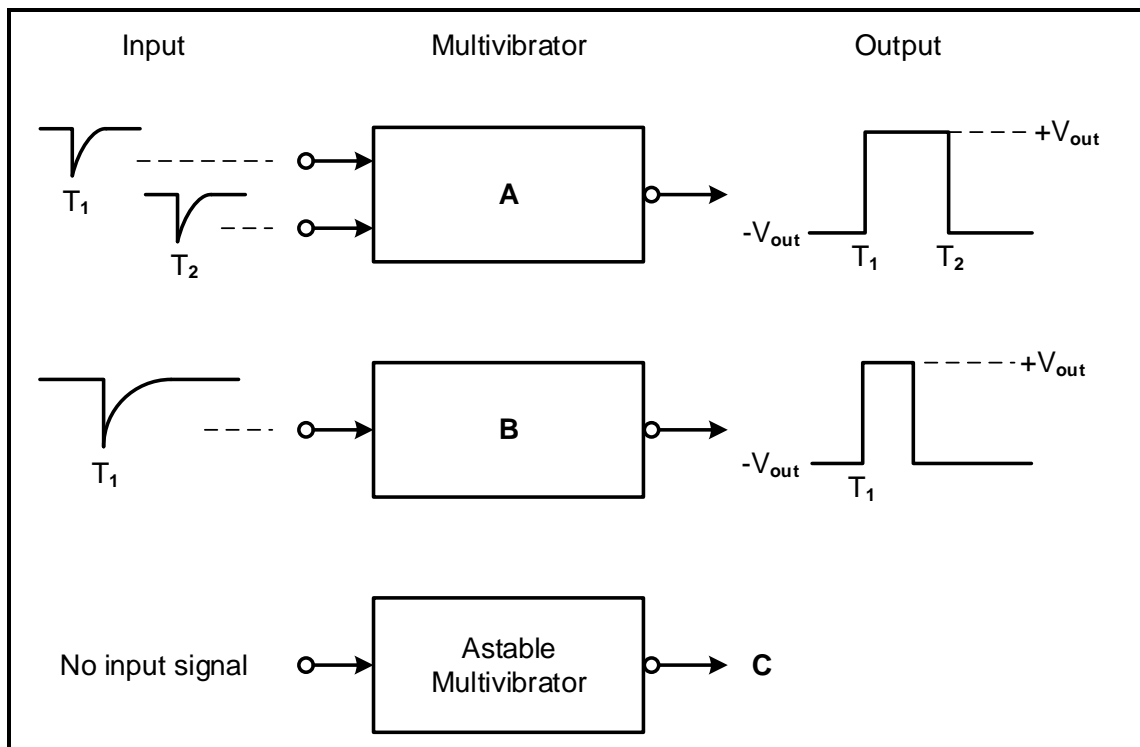 Input
Multivibrator
Output
T1
T2
A
+Vout
-Vout
T1
T2
T1
B
+Vout
-Vout
T1
No input signal
Astable
Multivibrator
C